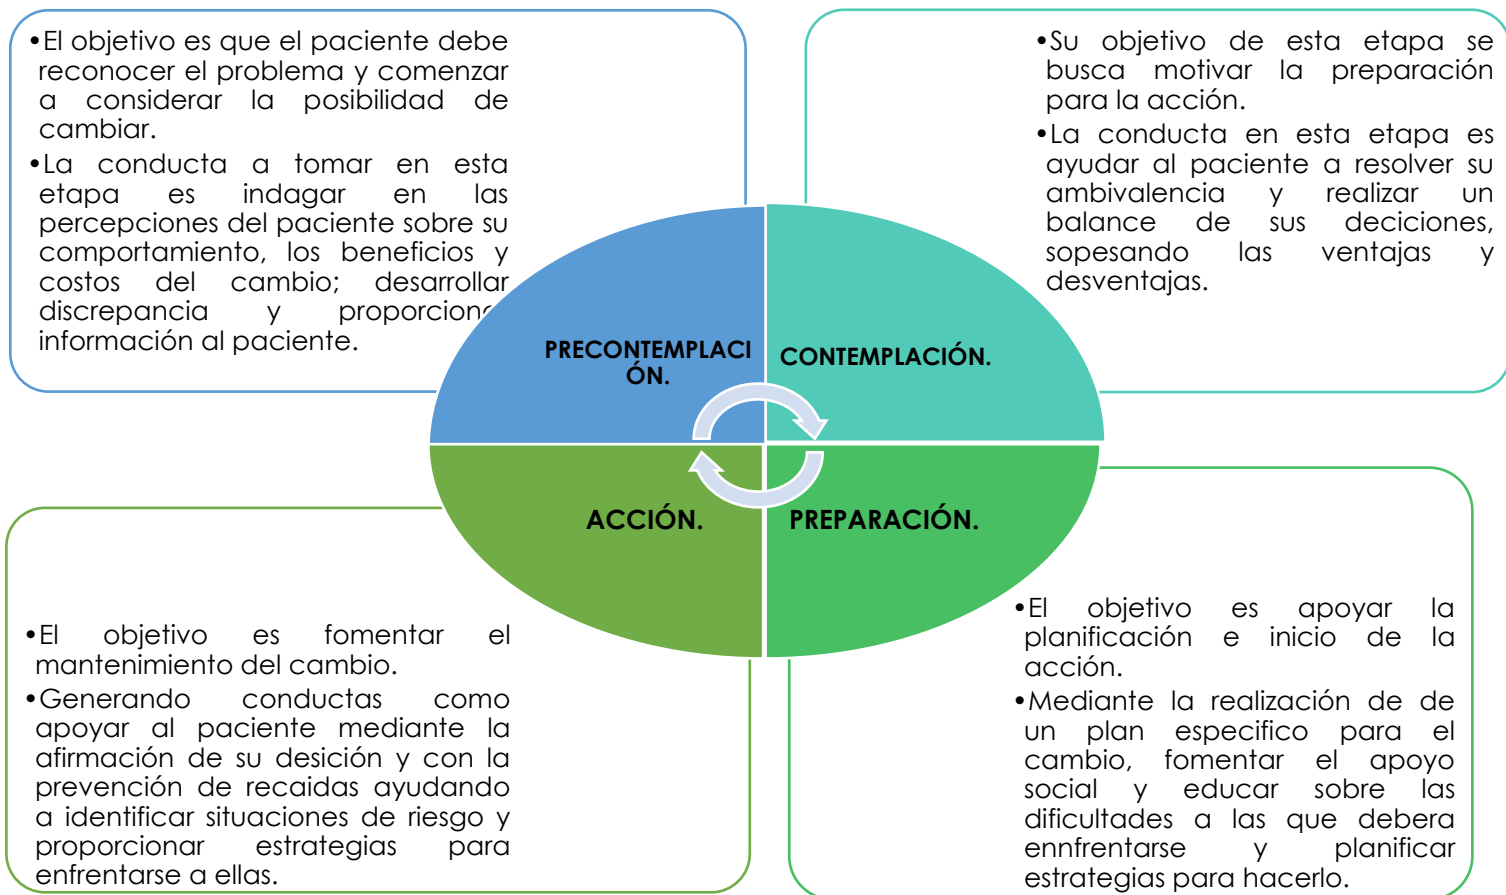 •El objetivo es que el paciente debe
reconocer el problema y comenzar
a considerar la posibilidad de
cambiar.
•La conducta a tomar en esta
etapa es indagar en las
percepciones del paciente sobre su
comportamiento, los beneficios y
costos del cambio; desarrollar
discrepancia y proporciona
información al paciente.
•Su objetivo de esta etapa se
busca motivar la preparación
para la acción.
•La conducta en esta etapa es
ayudar al paciente a resolver su
ambivalencia y realizar un
balance de sus deciciones,
sopesando las ventajas y
desventajas.
PRECONTEMPLACI
ÓN.
CONTEMPLACIÓN.
ACCIÓN.
PREPARACIÓN.
•El objetivo es fomentar el
mantenimiento del cambio.
•Generando conductas como
apoyar al paciente mediante la
afirmación de su desición y con la
prevención de recaidas ayudando
a identificar situaciones de riesgo y
proporcionar estrategias para
enfrentarse a ellas.
•El objetivo es apoyar la
planificación e inicio de la
acción.
•Mediante la realización de de
un plan especifico para el
cambio, fomentar el apoyo
social y educar sobre las
dificultades a las que debera
ennfrentarse y planificar
estrategias para hacerlo.